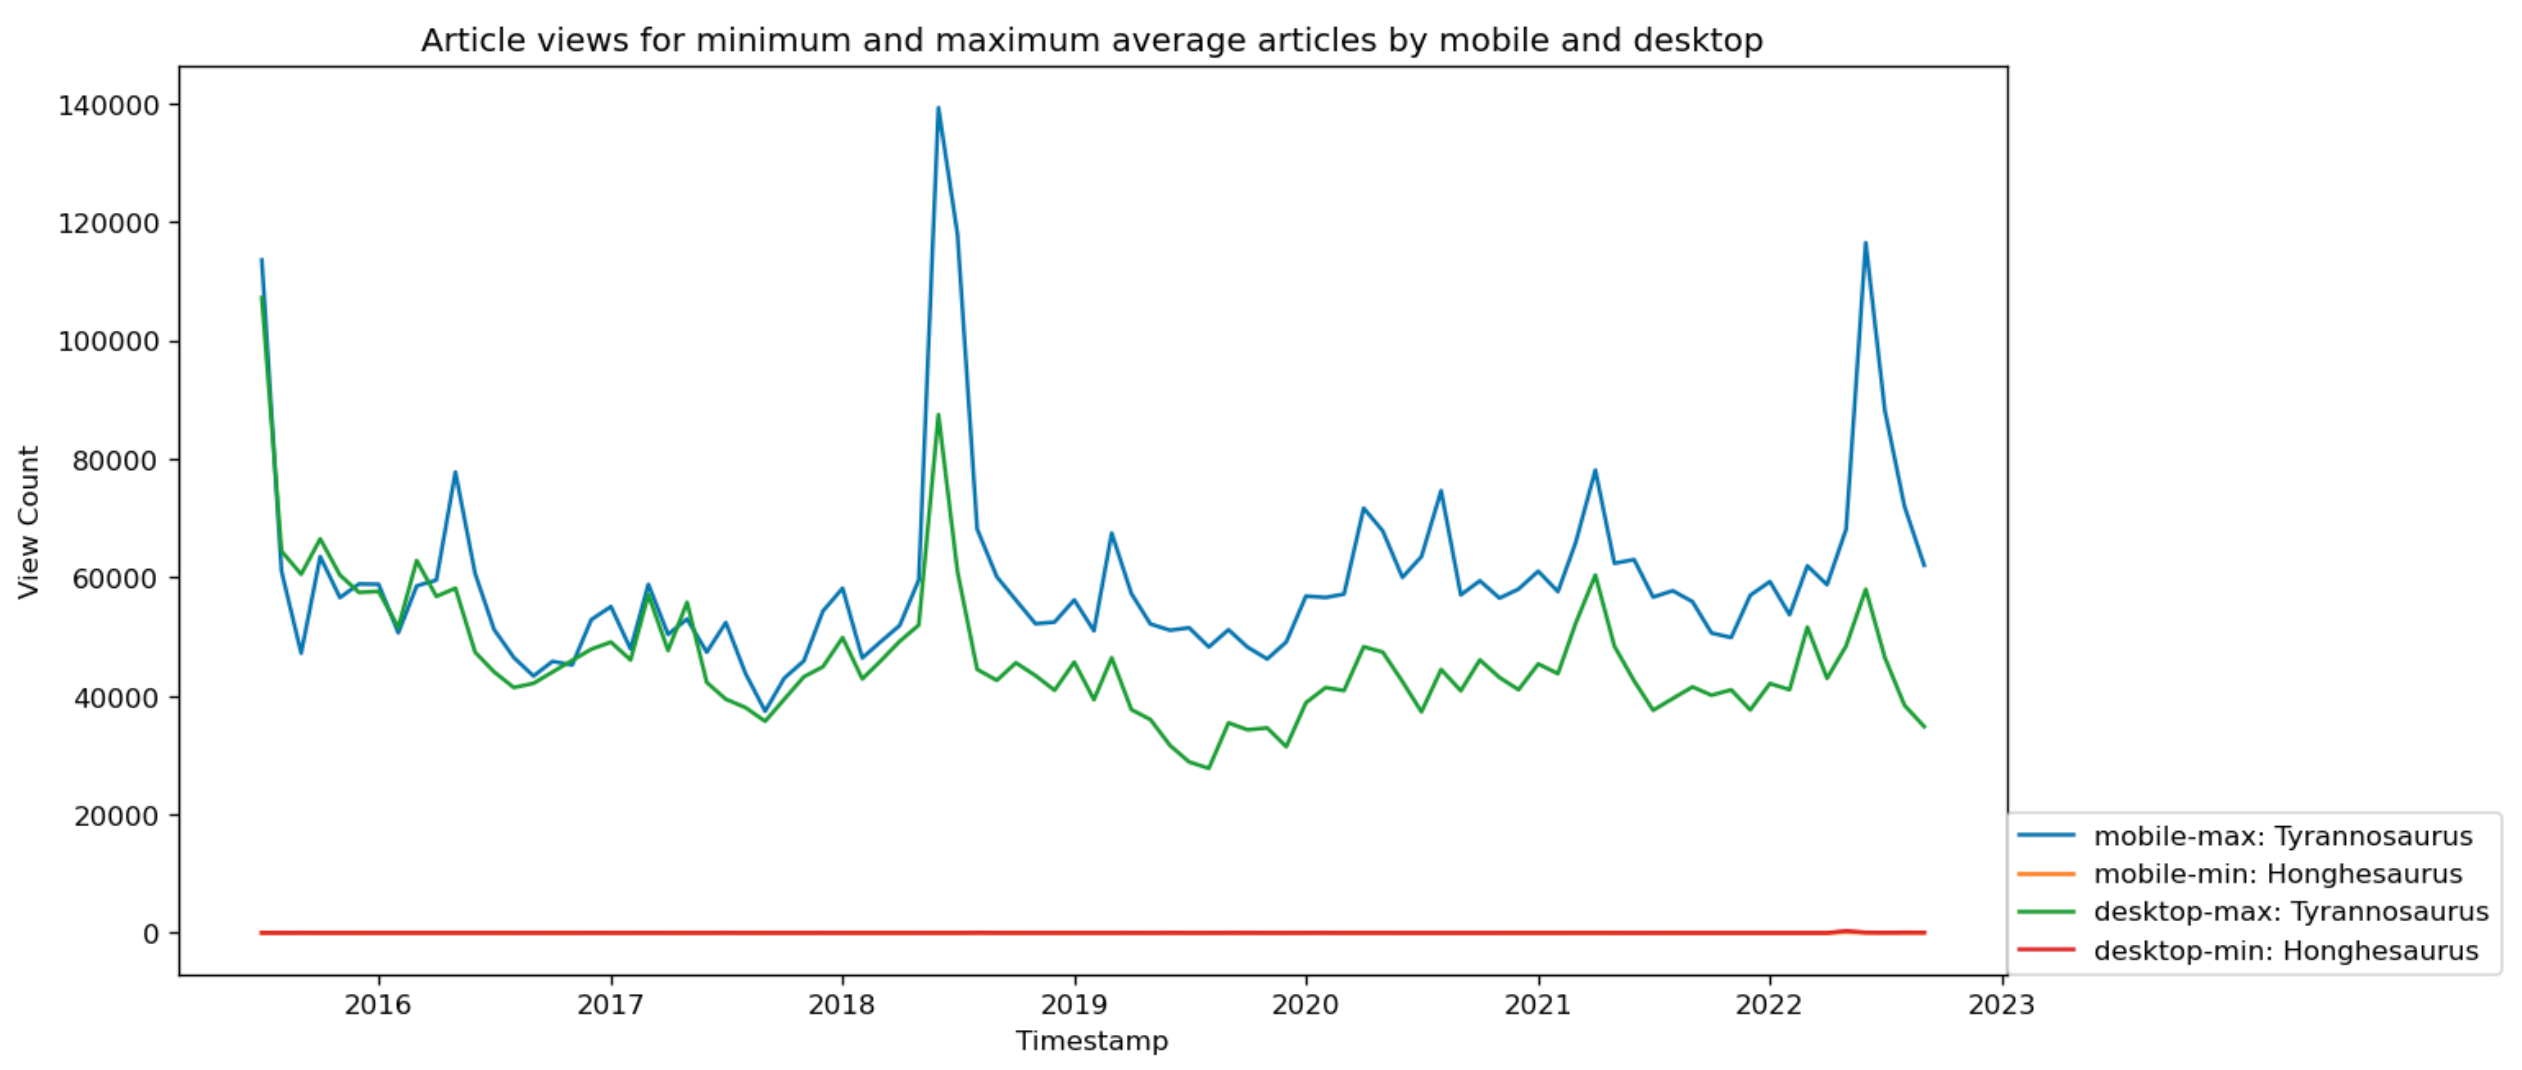 Article views for minimum and maximum average articles by mobile and desktop
View Count
140000
120000
100000
80000
60000
40000
20000
0
mobile-max: Tyrannosaurus
mobile-min: Honghesaurus
desktop-max: Tyrannosaurus
desktop-min: Honghesaurus
2016 2017 2018 2019 2020 2021 2022 2023
Timestamp